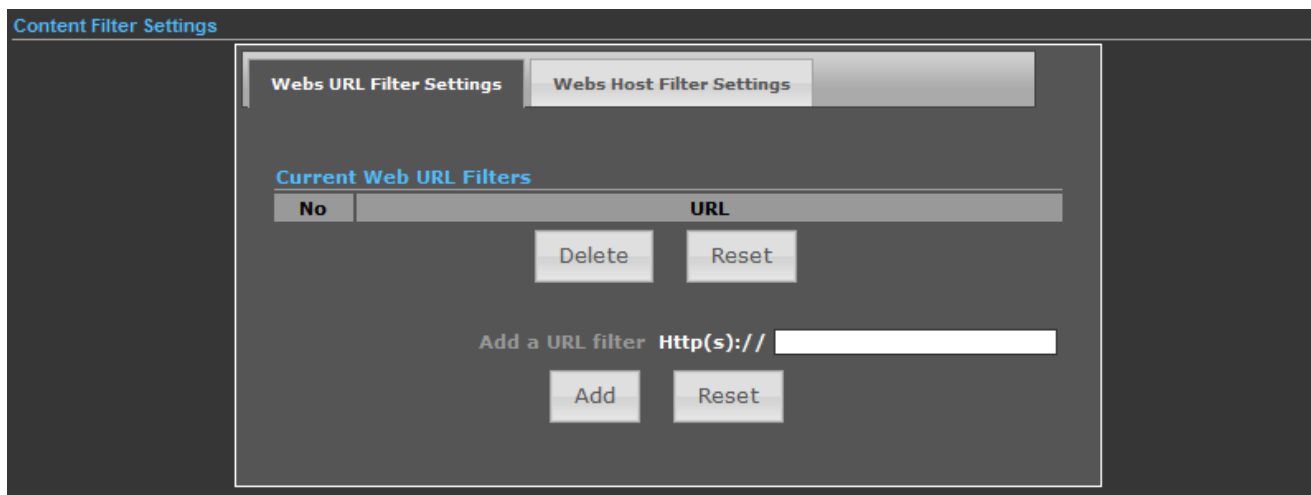 Content Filter Settings
Webs URL Filter Settings Webs Host Filter Settings
Current Web URL Filters
No URL
Delete Reset
Add a URL filter Http(s)://
Add Reset